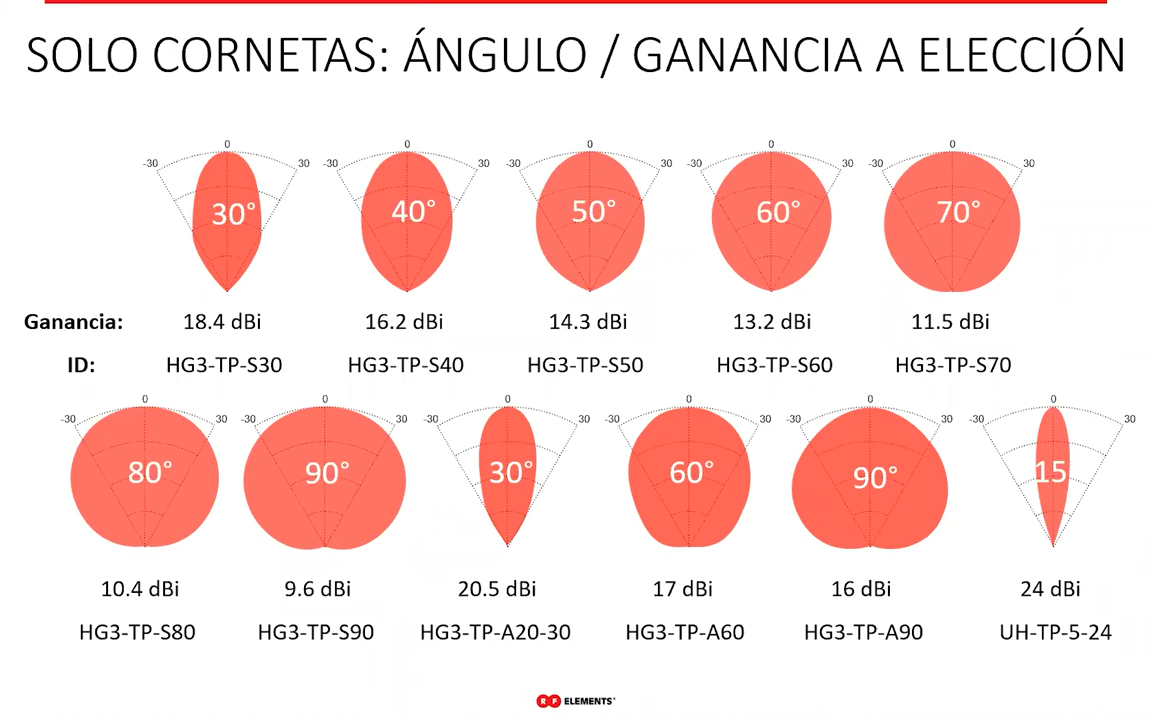 SOLO CORNETAS: ÁNGULO / GANANCIA A ELECCIÓN
0 0 0 0 0
-30 30 -30 30 -30 30 -30 30 -30 30
30° 40° 50° 60° 70°
Ganancia: 18.4 dBi 16.2 dBi 14.3 dBi 13.2 dBi 11.5 dBi
ID: HG3-TP-S30 HG3-TP-S40 HG3-TP-S50 HG3-TP-S60 HG3-TP-S70
0 0 0 0 0 0
-30 30 -30 30 -30 30 -30 30 -30 30 -30 30
80° 90° 30° 60° 90° 15
10.4 dBi 9.6 dBi 20.5 dBi 17 dBi 16 dBi 24 dBi
HG3-TP-S80 HG3-TP-S90 HG3-TP-A20-30 HG3-TP-A60 HG3-TP-A90 UH-TP-5-24
RF ELEMENTS